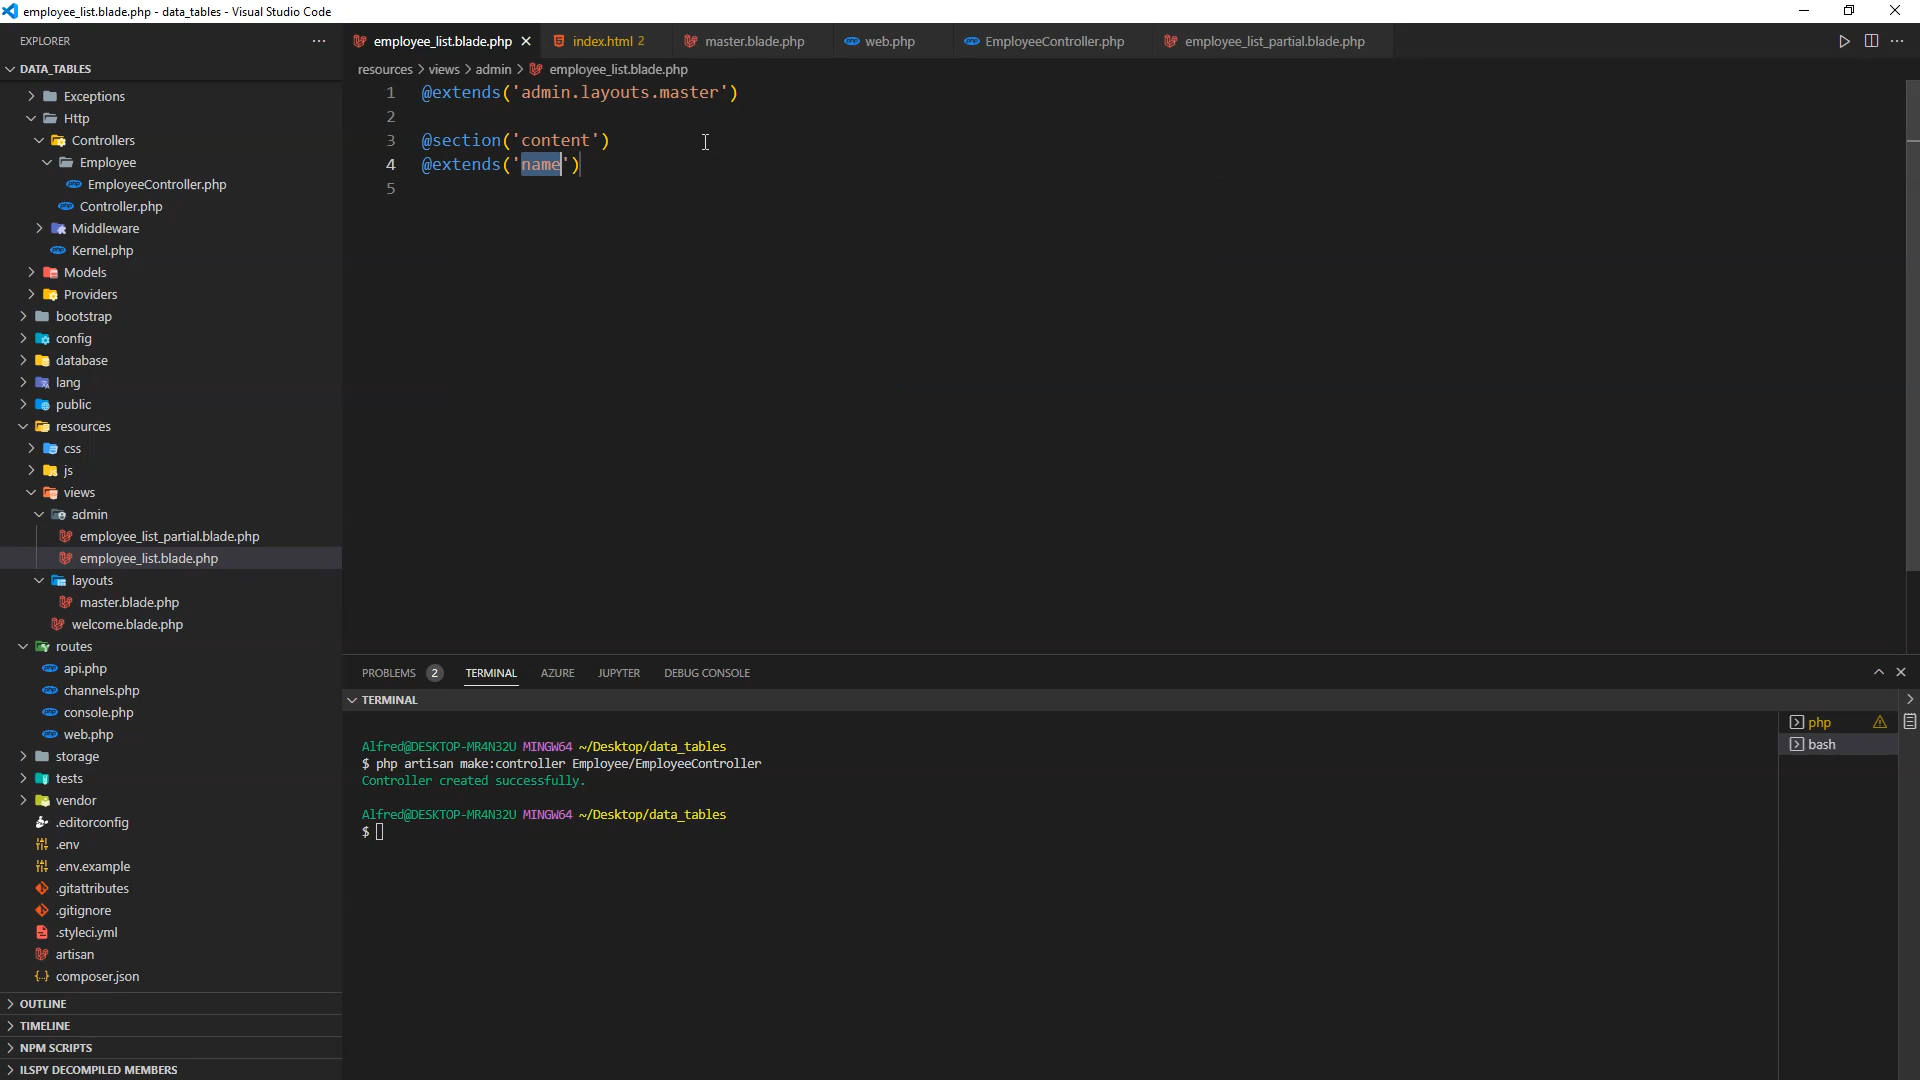 employee_list.blade.php - data_tables - Visual Studio Code
EXPLORER
employee_list.blade.php
index.html 2
master.blade.php
web.php
EmployeeController.php
employee_list_partial.blade.php
DATA_TABLES
resources > views > admin > employee_list.blade.php
Exceptions
Http
Controllers
Employee
EmployeeController.php
Controller.php
Middleware
Kernel.php
Models
Providers
bootstrap
config
database
lang
public
resources
css
js
views
admin
employee_list_partial.blade.php
employee_list.blade.php
layouts
master.blade.php
welcome.blade.php
routes
api.php
channels.php
console.php
web.php
storage
tests
vendor
.editorconfig
.env
.env.example
.gitattributes
.gitignore
.styleci.yml
artisan
composer.json
OUTLINE
TIMELINE
NPM SCRIPTS
ILSPY DECOMPILED MEMBERS
1 @extends('admin.layouts.master')
2
3 @section('content')
4 @extends('name')
5
PROBLEMS 2 TERMINAL AZURE JUPYTER DEBUG CONSOLE
TERMINAL
Alfred@DESKTOP-MR4N32U MINGW64 ~/Desktop/data_tables
$ php artisan make:controller Employee/EmployeeController
Controller created successfully.
Alfred@DESKTOP-MR4N32U MINGW64 ~/Desktop/data_tables
$
php
bash